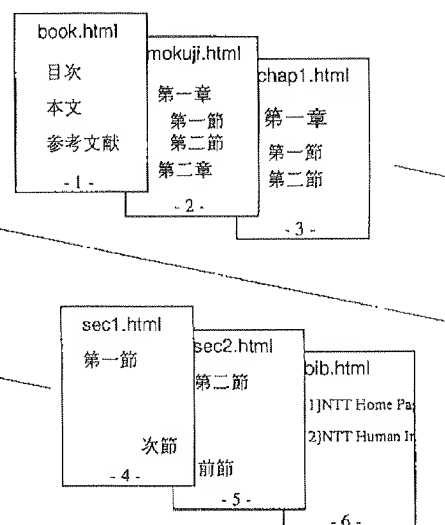 book.html
目次
本文
参考文献
- 1 -
mokuji.html
第一章
第一節
第二節
第二章
- 2 -
chap1.html
第一章
第一節
第二節
- 3 -
sec1.html
第一節
次節
- 4 -
sec2.html
第二節
前節
- 5 -
bib.html
1]NTT Home Pa
2]NTT Human
- 6 -